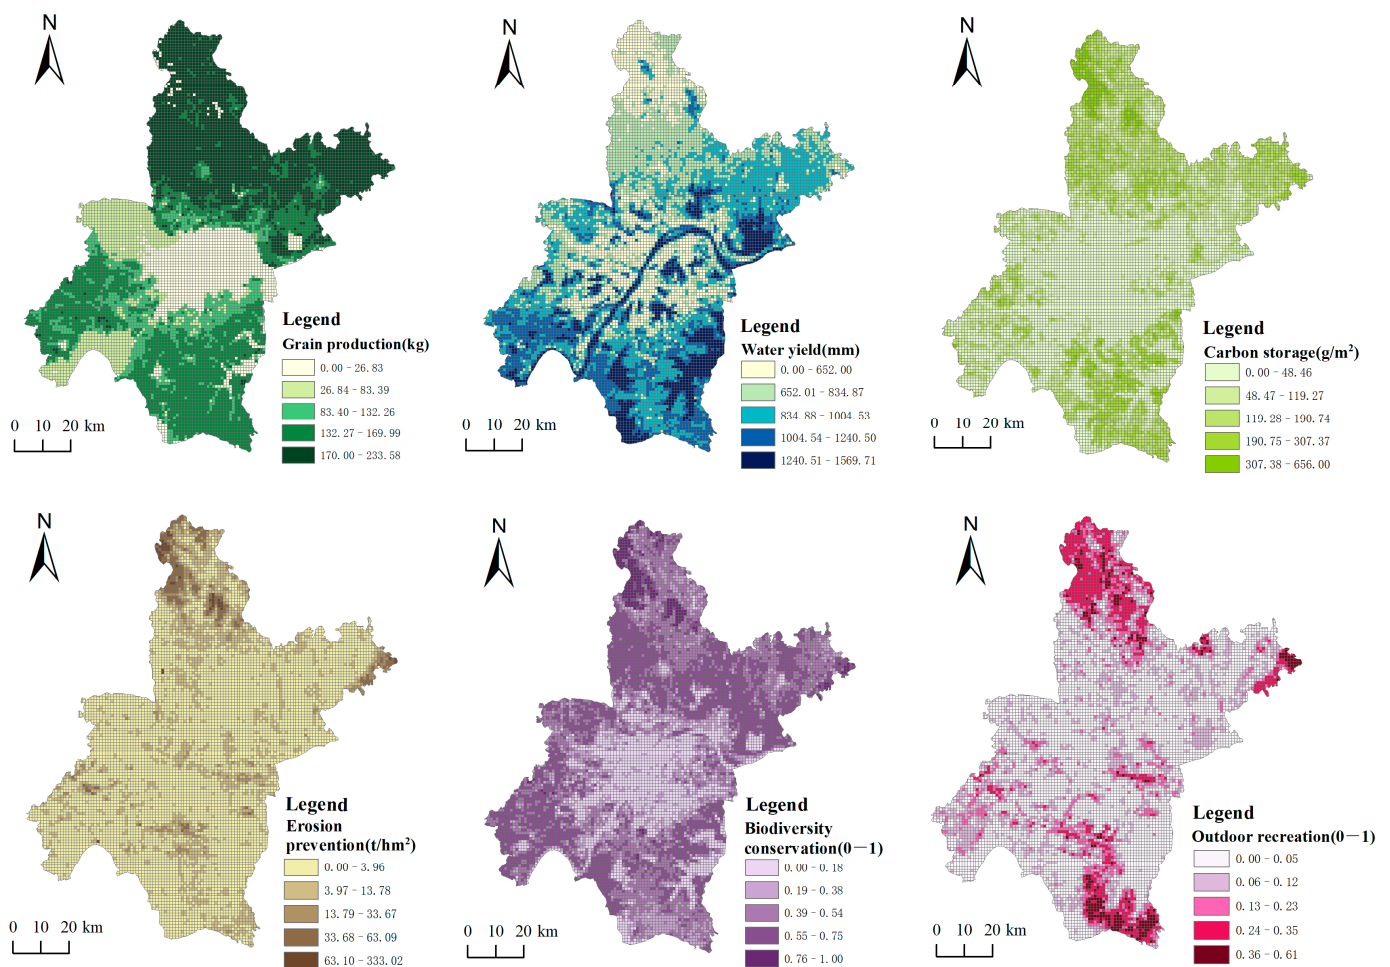 N
Legend
Grain production(kg)
0.00－26.83
26.84－83.39
83.40－132.26
132.27－169.99
170.00－233.58
0 10 20 km
N
Legend
Water yield(mm)
0.00－652.00
652.01－834.87
834.88－1004.53
1004.54－1240.50
1240.51－1569.71
0 10 20 km
N
Legend
Carbon storage(g/m²)
0.00－48.46
48.47－119.27
119.28－190.74
190.75－307.37
307.38－656.00
0 10 20 km
N
Legend
Erosion
prevention(t/hm²)
0.00－3.96
3.97－13.78
13.79－33.67
33.68－63.09
63.10－333.02
0 10 20 km
N
Legend
Biodiversity
conservation(0－1)
0.00－0.18
0.19－0.38
0.39－0.54
0.55－0.75
0.76－1.00
0 10 20 km
N
Legend
Outdoor recreation(0－1)
0.00－0.05
0.06－0.12
0.13－0.23
0.24－0.35
0.36－0.61
0 10 20 km